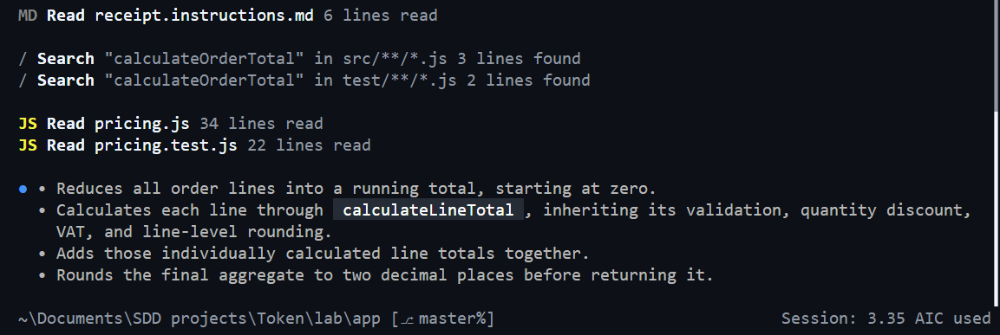 MD Read receipt.instructions.md 6 lines read
/ Search "calculateOrderTotal" in src/**/*.js 3 lines found
/ Search "calculateOrderTotal" in test/**/*.js 2 lines found
JS Read pricing.js 34 lines read
JS Read pricing.test.js 22 lines read
● • Reduces all order lines into a running total, starting at zero.
• Calculates each line through calculateLineTotal , inheriting its validation, quantity discount,
VAT, and line-level rounding.
• Adds those individually calculated line totals together.
• Rounds the final aggregate to two decimal places before returning it.
~\Documents\SDD projects\Token\lab\app [⎇ master%] Session: 3.35 AIC used